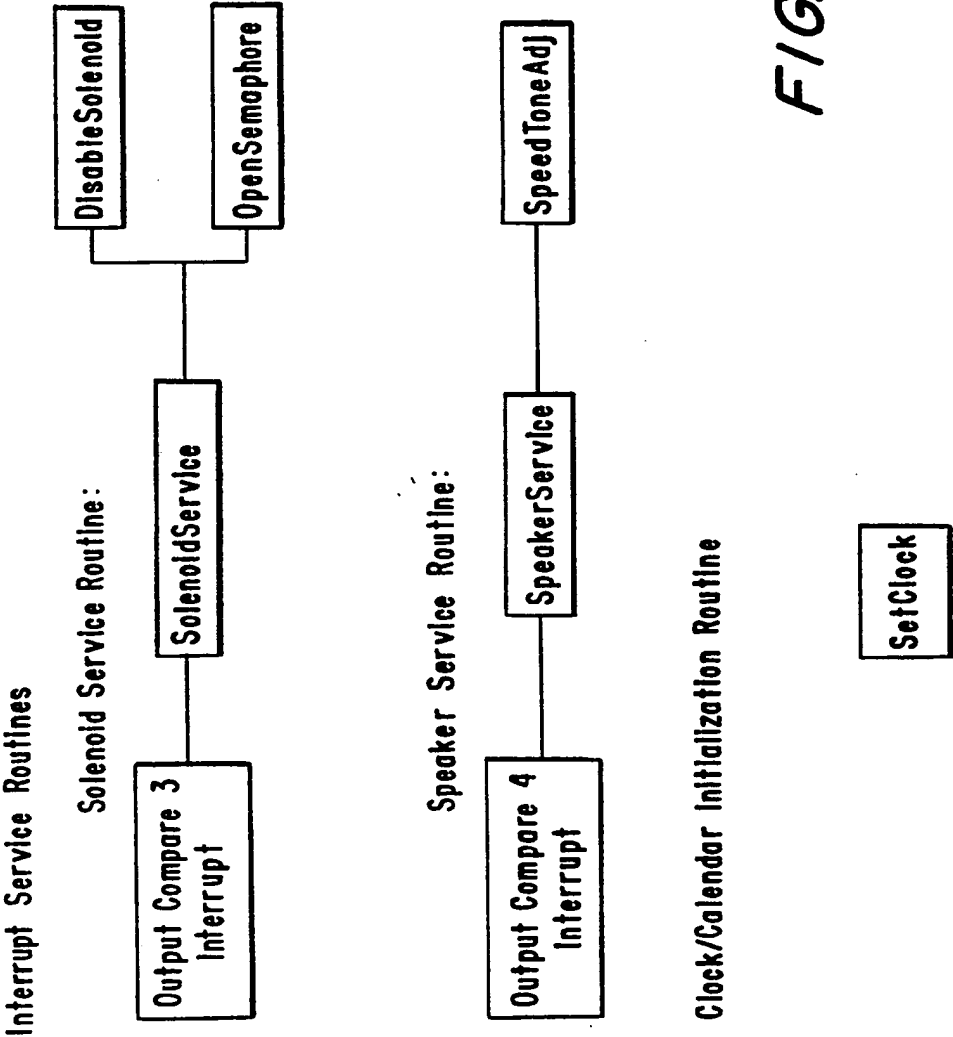 Interrupt Service Routines
Solenoid Service Routine:
Output Compare 3
Interrupt
SolenoidService
DisableSolenoid
OpenSemaphore
Speaker Service Routine:
Output Compare 4
Interrupt
SpeakerService
SpeedToneAdj
Clock/Calendar Initialization Routine
SetClock
FIG.